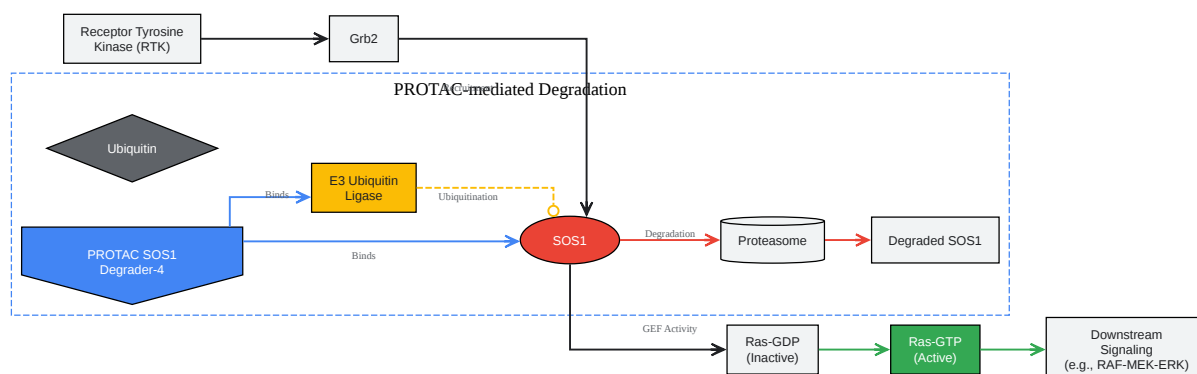 Receptor Tyrosine
Kinase (RTK)
Grb2
Recruitment
PROTAC-mediated Degradation
Ubiquitin
E3 Ubiquitin
Ligase
Binds
Ubiquitination
PROTAC SOS1
Degrader-4
Binds
SOS1
Degradation
Proteasome
Degraded SOS1
GEF Activity
Ras-GDP
(Inactive)
Ras-GTP
(Active)
Downstream
Signaling
(e.g., RAF-MEK-ERK)